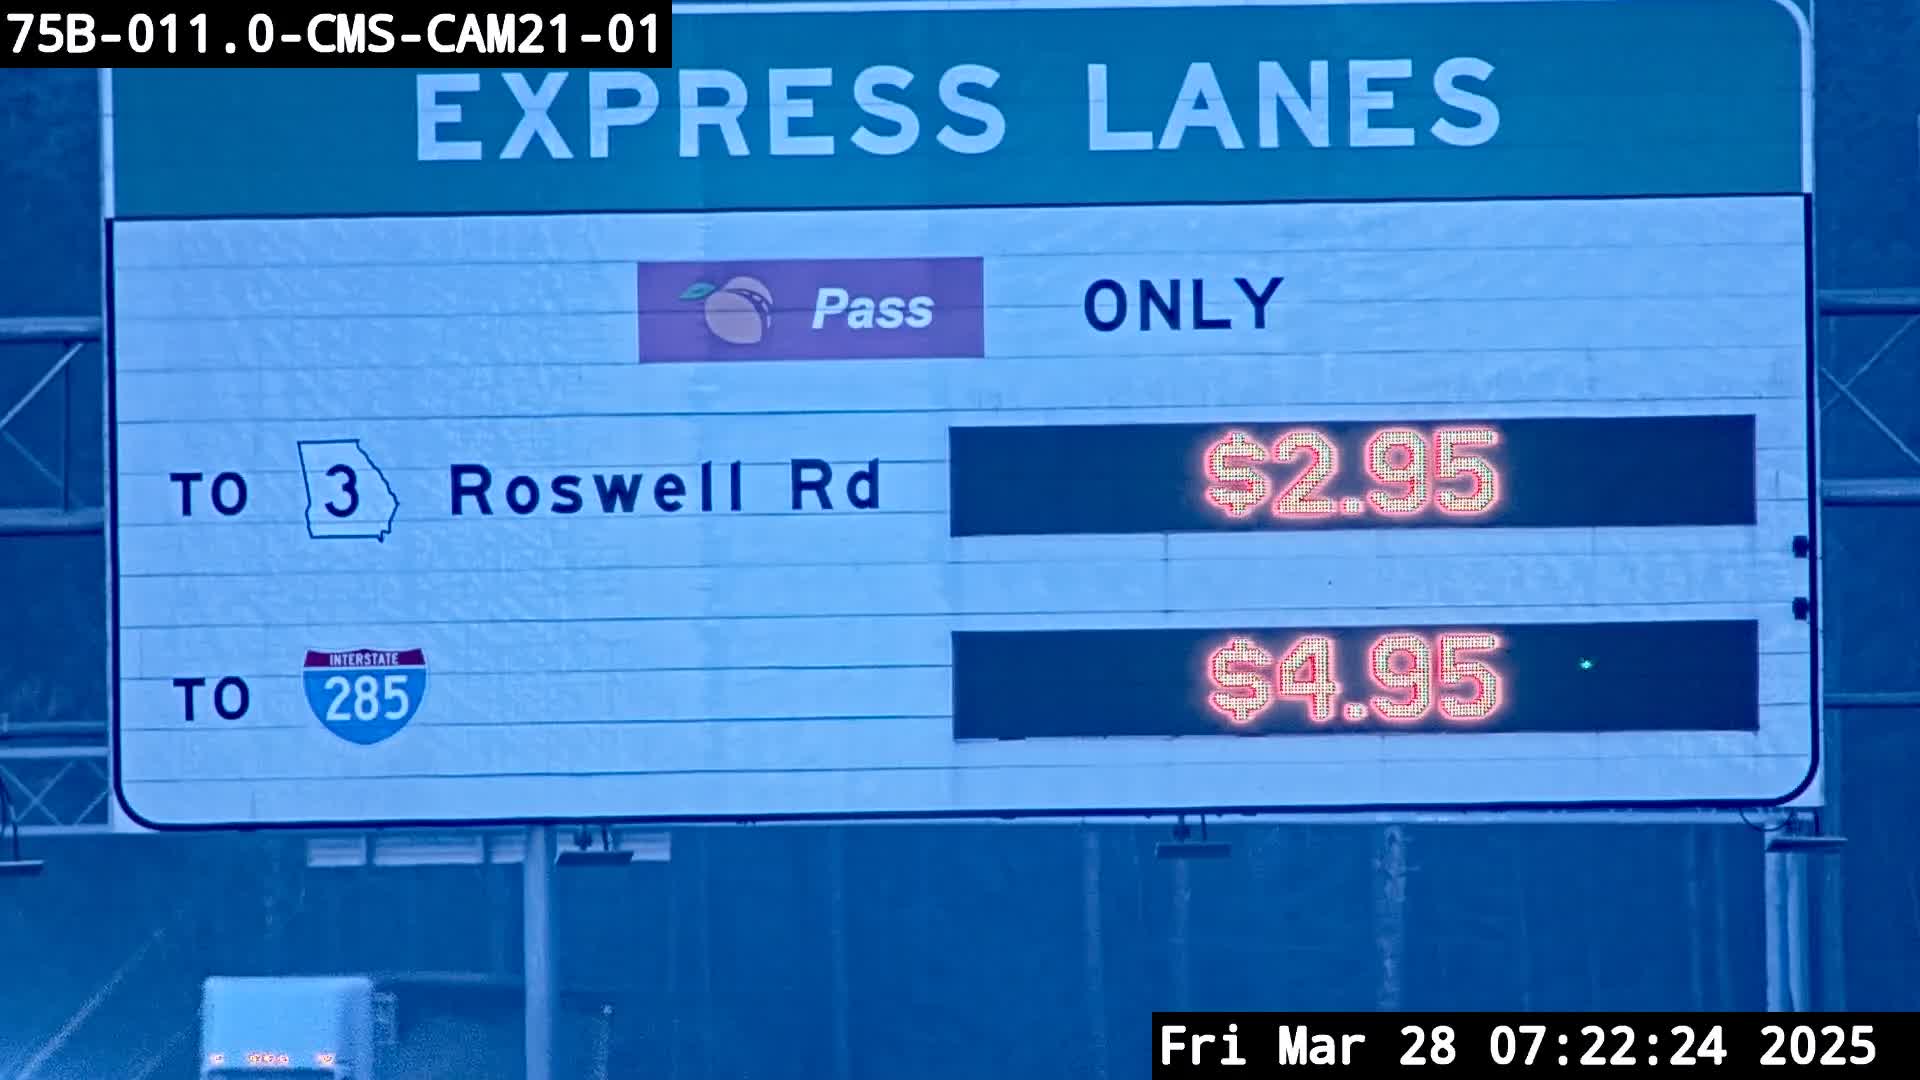 75B-011.0-CMS-CAM21-01
EXPRESS LANES
Pass ONLY
TO 3 Roswell Rd $2.95
TO INTERSTATE 285 $4.95
Fri Mar 28 07:22:24 2025